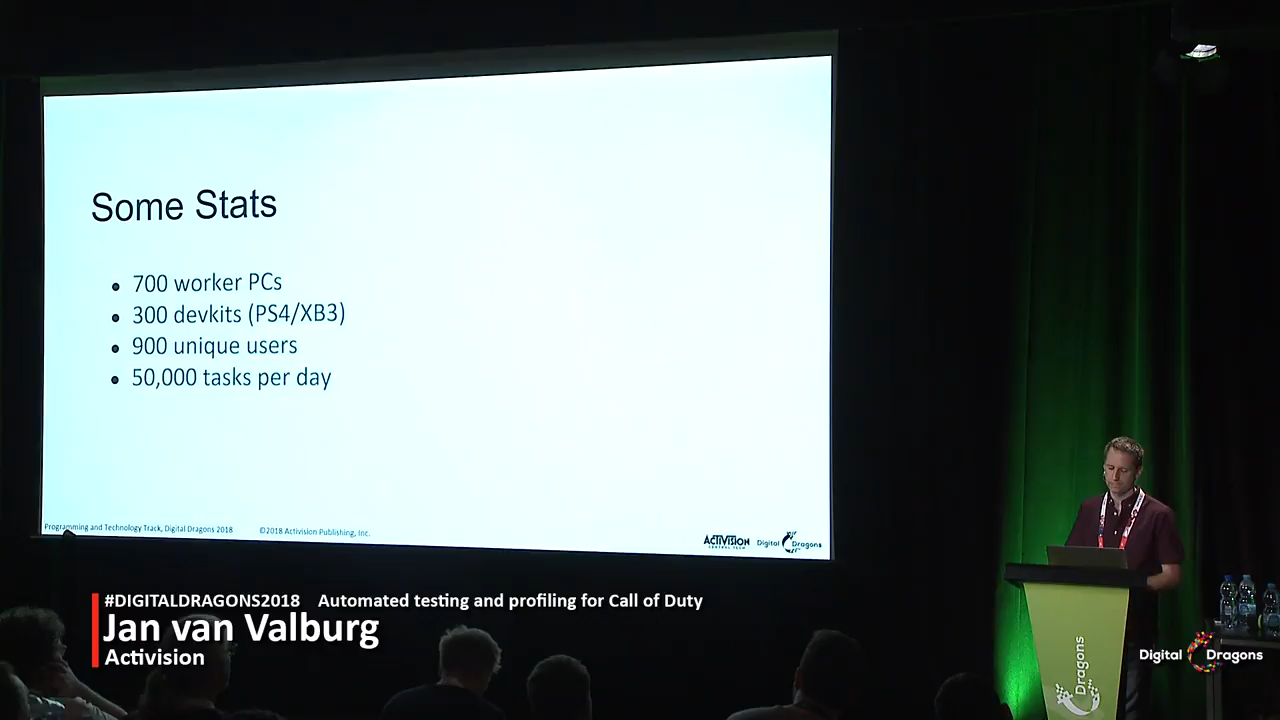 Some Stats
700 worker PCs
300 devkits (PS4/XB3)
900 unique users
50,000 tasks per day
Programming and Technology Track, Digital Dragons 2018 ©2018 Activision Publishing, Inc.
ACTIVISION
CENTRAL TECH
Digital Dragons
#DIGITALDRAGONS2018 Automated testing and profiling for Call of Duty
Jan van Valburg
Activision
Dragons
Digital Dragons